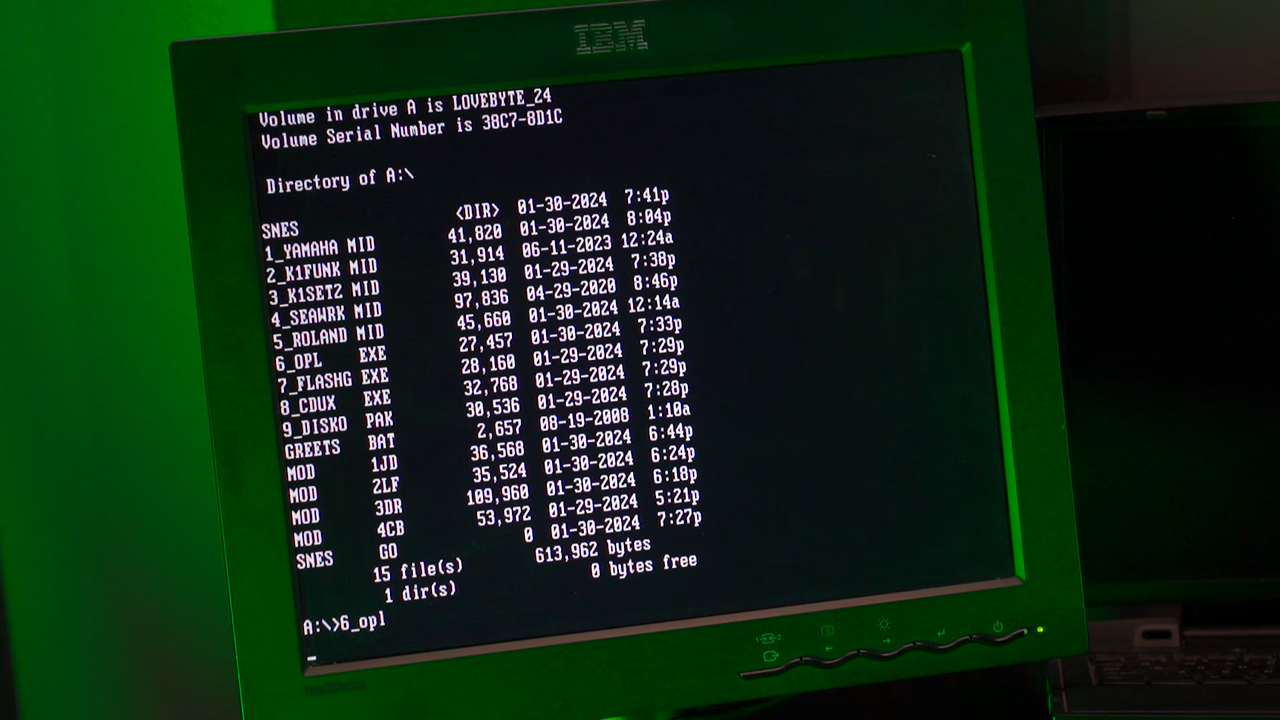 IBM
Volume in drive A is LOVEBYTE_24
Volume Serial Number is 38C7-8D1C
Directory of A:\
SNES <DIR> 01-30-2024 7:41p
1_YAMAHA MID 41,820 01-30-2024 8:04p
2_K1FUNK MID 31,914 06-11-2023 12:24a
3_K1SET2 MID 39,130 01-29-2024 7:38p
4_SEAWRK MID 97,836 04-29-2020 8:46p
5_ROLAND MID 45,660 01-30-2024 12:14a
6_OPL EXE 27,457 01-30-2024 7:33p
7_FLASHG EXE 28,160 01-29-2024 7:29p
8_CDUX EXE 32,768 01-29-2024 7:29p
9_DISKO PAK 30,536 01-29-2024 7:28p
GREETS BAT 2,657 08-19-2008 1:10a
MOD 1JD 36,568 01-30-2024 6:44p
MOD 2LF 35,524 01-30-2024 6:24p
MOD 3DR 109,960 01-30-2024 6:18p
MOD 4CB 53,972 01-29-2024 5:21p
SNES GO 0 01-30-2024 7:27p
15 file(s) 613,962 bytes
1 dir(s) 0 bytes free
A:\>6_opl